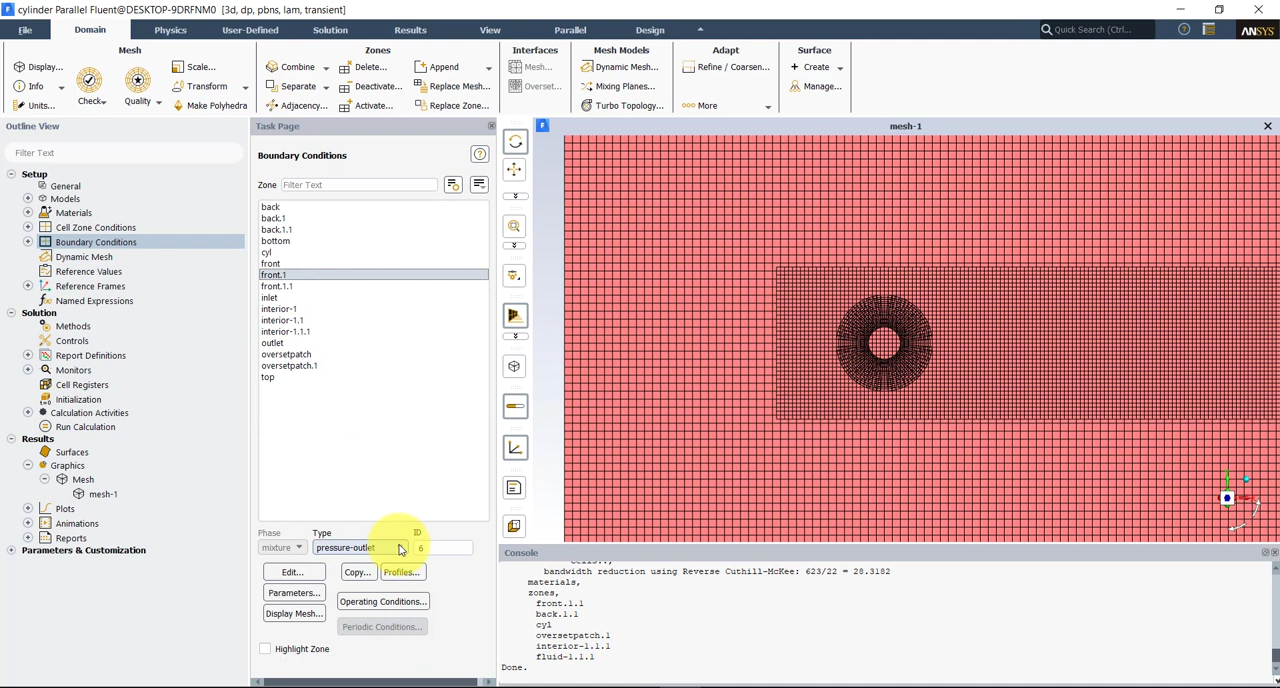 cylinder Parallel Fluent@DESKTOP-9DRFNM0 [3d, dp, pbns, lam, transient]
File Domain Physics User-Defined Solution Results View Parallel Design Quick Search (Ctrl... ANSYS
Mesh Zones Interfaces Mesh Models Adapt Surface
Display... Scale... Combine Delete... Append Mesh... Dynamic Mesh... Refine / Coarsen... Create
Info Transform Separate Deactivate... Replace Mesh... Overset... Mixing Planes... Manage...
Units... Check Quality Make Polyhedra Adjacency... Activate... Replace Zone... Turbo Topology... More
Outline View
Filter Text
Setup
General
Models
Materials
Cell Zone Conditions
Boundary Conditions
Dynamic Mesh
Reference Values
Reference Frames
Named Expressions
Solution
Methods
Controls
Report Definitions
Monitors
Cell Registers
Initialization
Calculation Activities
Run Calculation
Results
Surfaces
Graphics
Mesh
mesh-1
Plots
Animations
Reports
Parameters & Customization
Task Page
Boundary Conditions
Zone Filter Text
back
back.1
back.1.1
bottom
cyl
front
front.1
front.1.1
inlet
interior-1
interior-1.1
interior-1.1.1
outlet
oversetpatch
oversetpatch.1
top
Phase Type ID
mixture pressure-outlet 6
Edit... Copy... Profiles...
Parameters... Operating Conditions...
Display Mesh... Periodic Conditions...
Highlight Zone
mesh-1
Console
bandwidth reduction using Reverse Cuthill-McKee: 623/22 = 28.3182
materials,
zones,
front.1.1
back.1.1
cyl
oversetpatch.1
interior-1.1.1
fluid-1.1.1
Done.